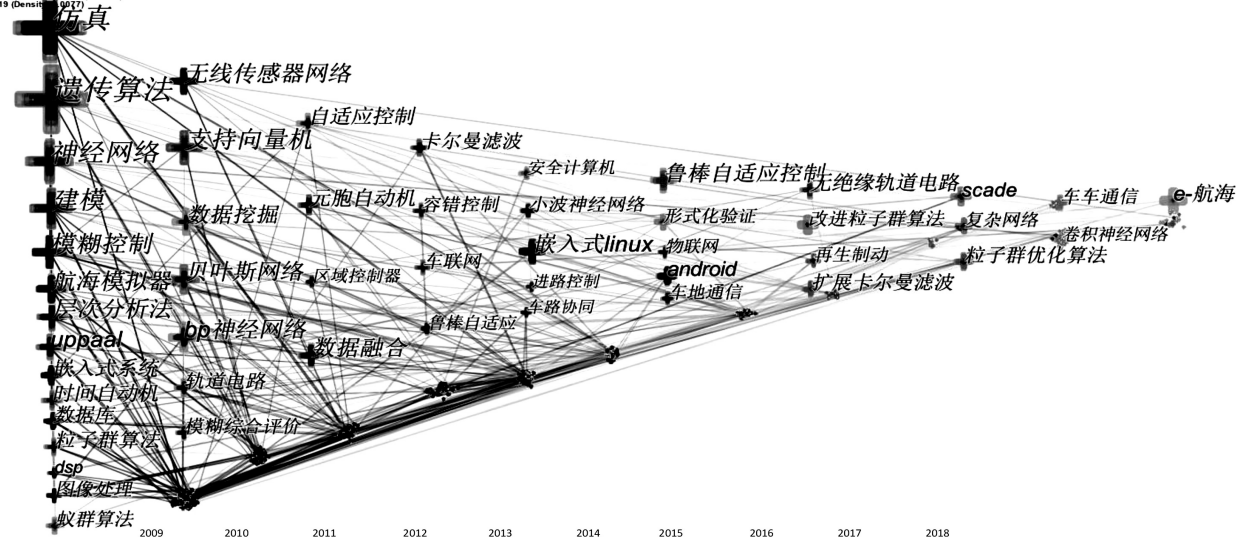 仿真
遗传算法
神经网络
建模
模糊控制
航海模拟器
层次分析法
uppaal
嵌入式系统
时间自动机
数据库
粒子群算法
dsp
图像处理
蚁群算法
无线传感器网络
支持向量机
数据挖掘
贝叶斯网络
bp神经网络
轨道电路
模糊综合评价
自适应控制
元胞自动机
区域控制器
数据融合
卡尔曼滤波
容错控制
车联网
鲁棒自适应
安全计算机
小波神经网络
嵌入式linux
进路控制
车路协同
鲁棒自适应控制
形式化验证
物联网
android
车地通信
无绝缘轨道电路
改进粒子群算法
再生制动
扩展卡尔曼滤波
scade
复杂网络
粒子群优化算法
车车通信
卷积神经网络
e-航海
2009 2010 2011 2012 2013 2014 2015 2016 2017 2018